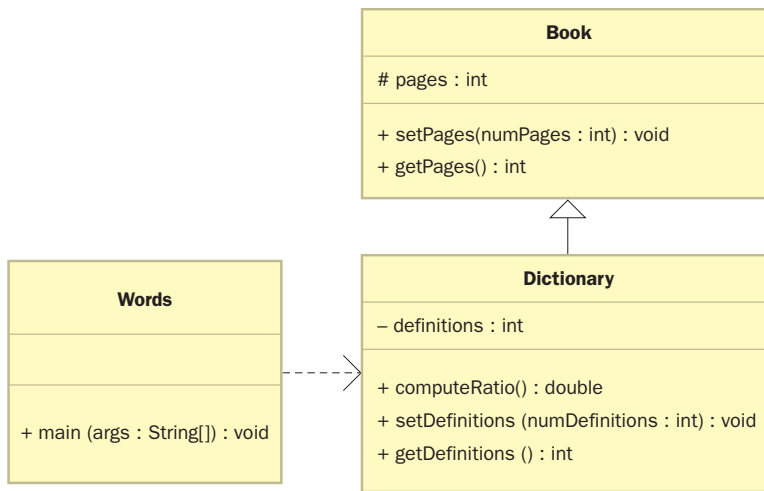 Book
# pages : int
+ setPages(numPages : int) : void
+ getPages() : int
Words
+ main (args : String[]) : void
Dictionary
– definitions : int
+ computeRatio() : double
+ setDefinitions (numDefinitions : int) : void
+ getDefinitions () : int